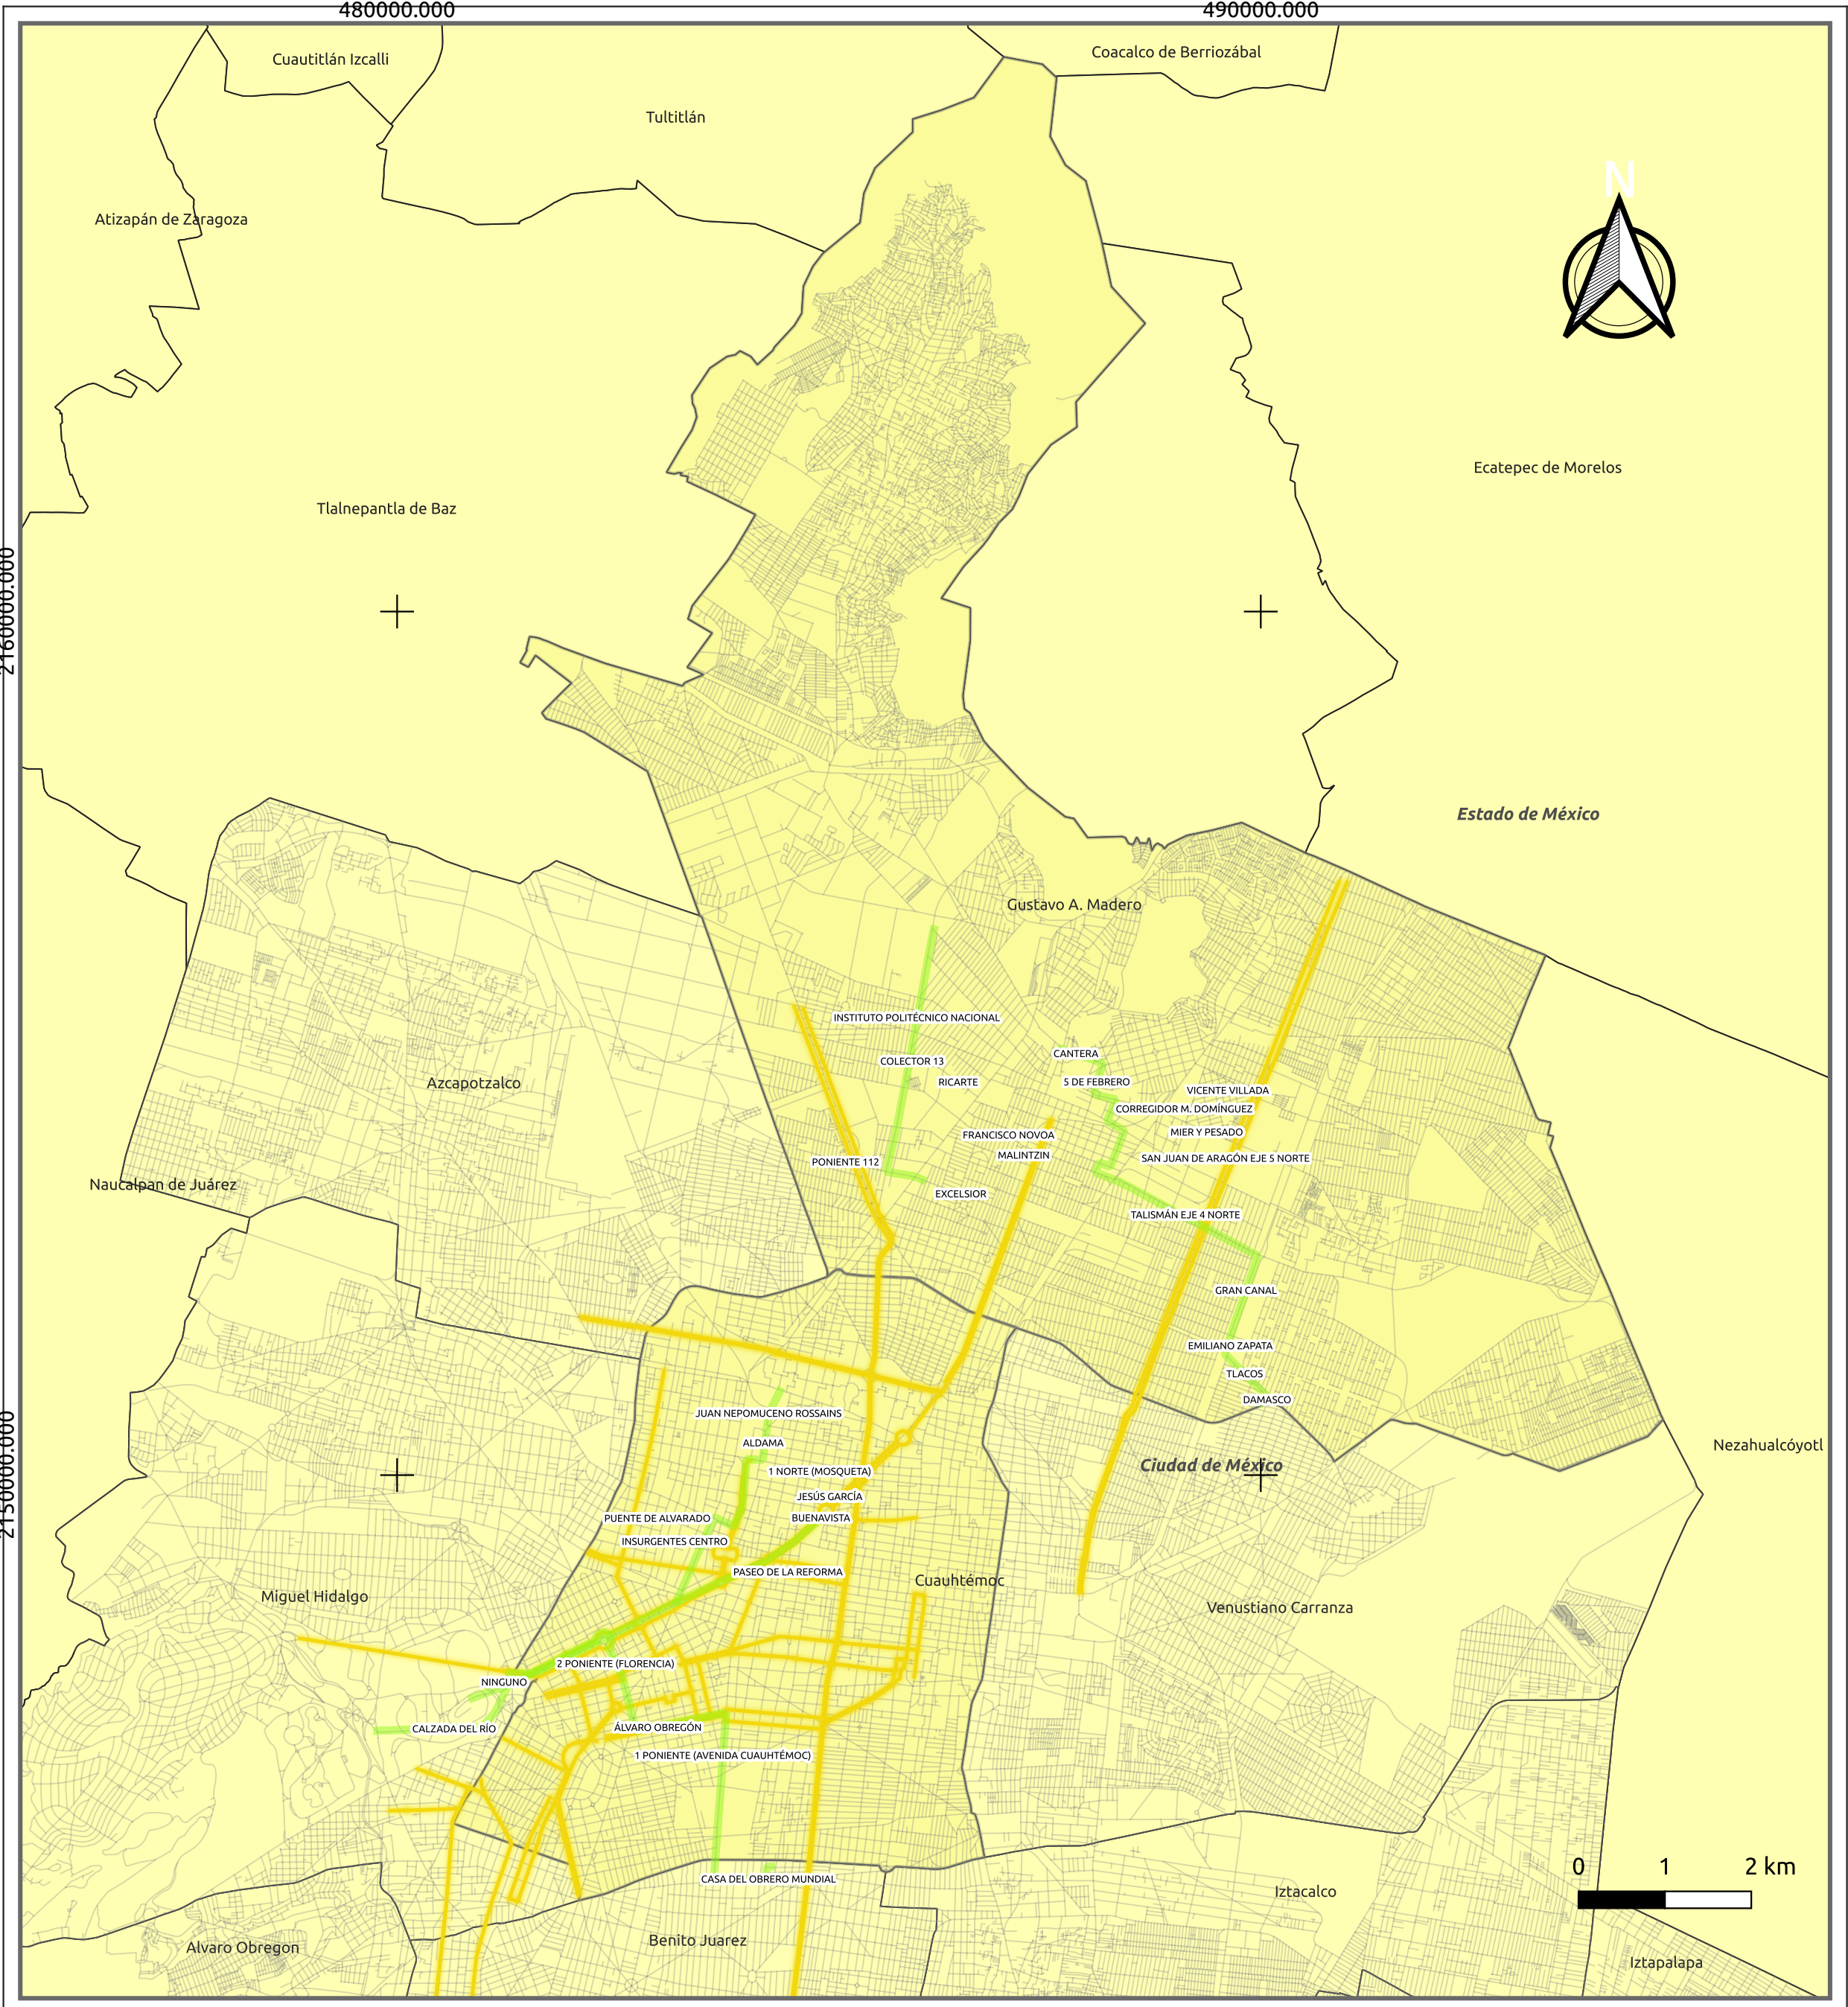 480000.000
490000.000
Cuautitlán Izcalli
Coacalco de Berriozábal
Tultitlán
N
Atizapán de Zaragoza
Ecatepec de Morelos
Tlalnepantla de Baz
2160000.000
Estado de México
Gustavo A. Madero
INSTITUTO POLITÉCNICO NACIONAL
CANTERA
COLECTOR 13
RICARTE
5 DE FEBRERO
Azcapotzalco
VICENTE VILLADA
CORREGIDOR M. DOMÍNGUEZ
FRANCISCO NOVOA
MIER Y PESADO
MALINTZIN
SAN JUAN DE ARAGÓN EJE 5 NORTE
PONIENTE 112
Naucalpan de Juárez
EXCELSIOR
TALISMÁN EJE 4 NORTE
GRAN CANAL
EMILIANO ZAPATA
TLACOS
DAMASCO
JUAN NEPOMUCENO ROSSAINS
ALDAMA
Nezahualcóyotl
Ciudad de México
1 NORTE (MOSQUETA)
2150000.000
JESÚS GARCÍA
PUENTE DE ALVARADO
BUENAVISTA
INSURGENTES CENTRO
PASEO DE LA REFORMA
Cuauhtémoc
Miguel Hidalgo
Venustiano Carranza
2 PONIENTE (FLORENCIA)
NINGUNO
CALZADA DEL RÍO
ÁLVARO OBREGÓN
1 PONIENTE (AVENIDA CUAUHTÉMOC)
0 1 2 km
CASA DEL OBRERO MUNDIAL
Iztacalco
Benito Juarez
Alvaro Obregon
Iztapalapa